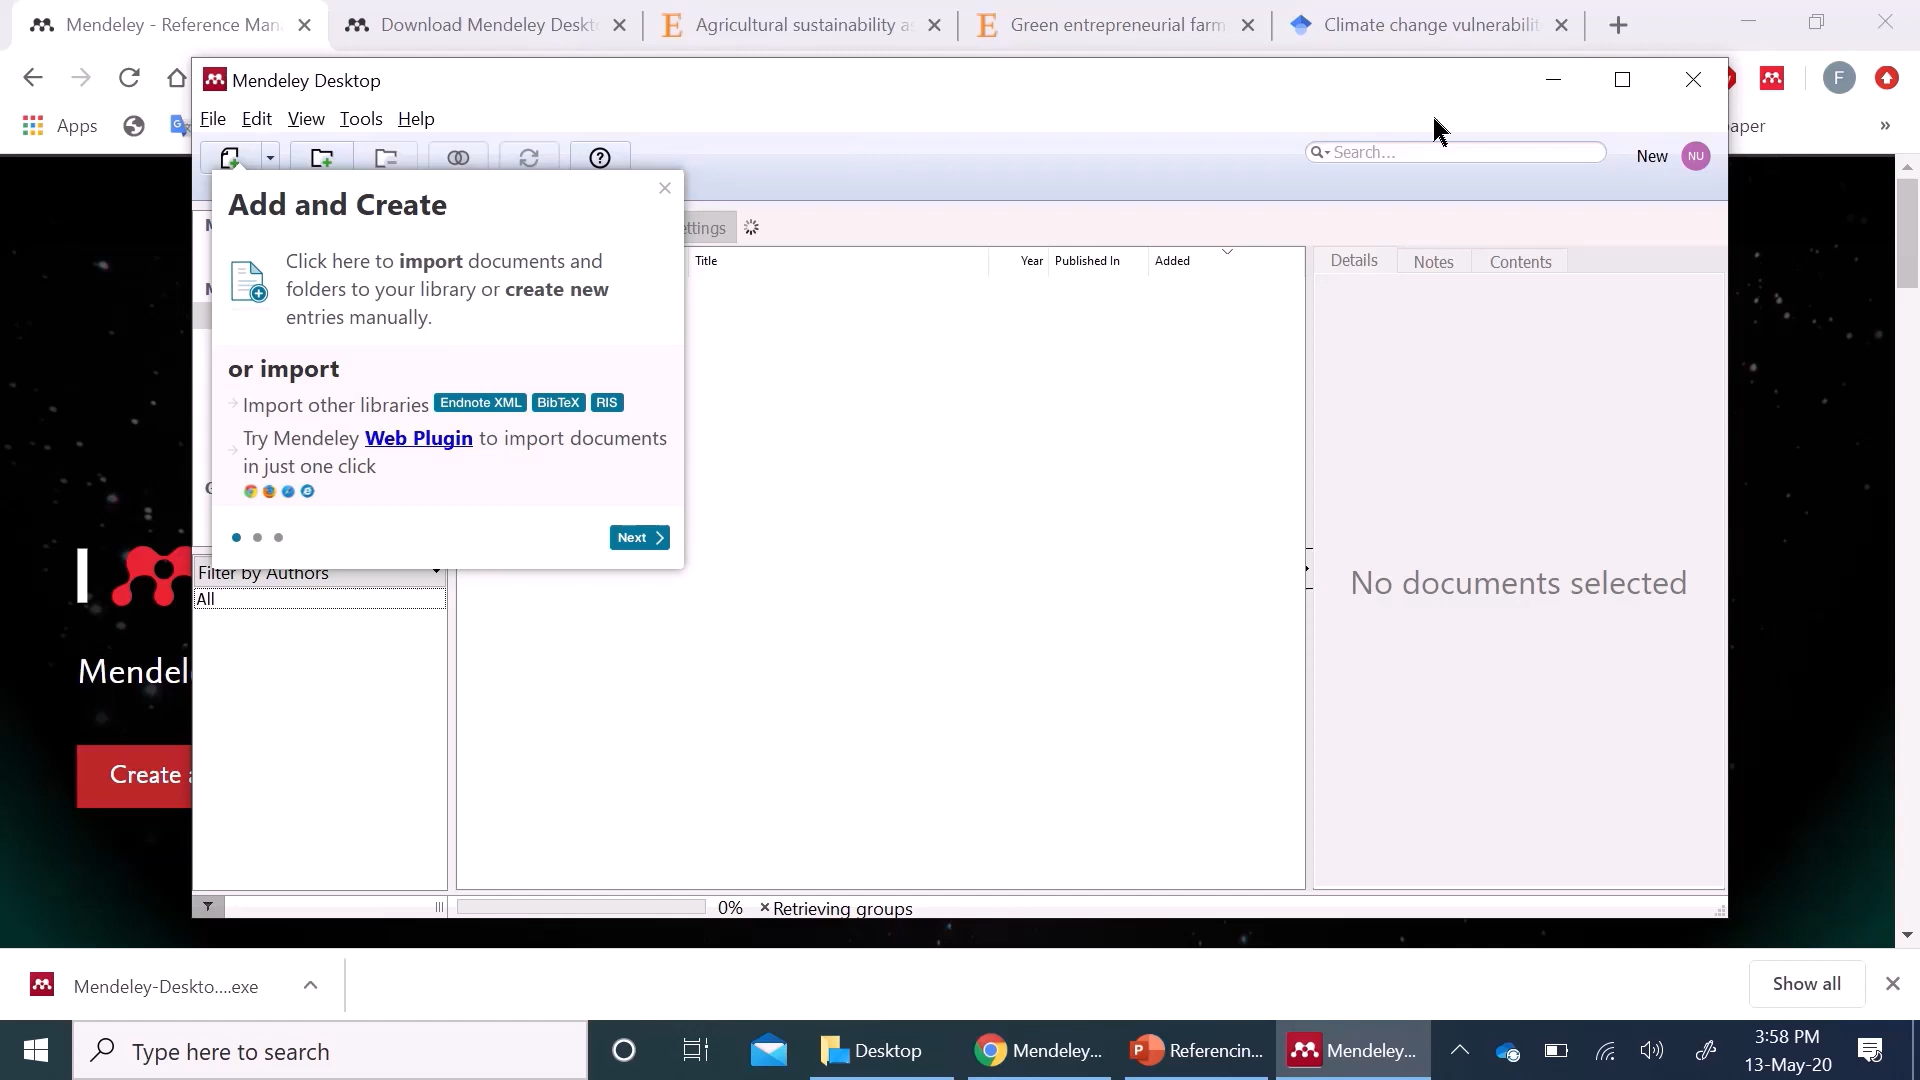 Mendeley - Reference Man
Download Mendeley Deskt
Agricultural sustainability a
Green entrepreneurial farm
Climate change vulnerabilit
Mendeley Desktop
F
File Edit View Tools Help
Apps
aper
»
Search...
New
NU
Add and Create
Click here to import documents and
folders to your library or create new
entries manually.
or import
Import other libraries Endnote XML BibTeX RIS
Try Mendeley Web Plugin to import documents
in just one click
Next
ettings
Title
Year
Published In
Added
Details
Notes
Contents
No documents selected
Filter by Authors
All
I
Mendel
Create a
0%
Retrieving groups
Mendeley-Deskto....exe
Show all
Type here to search
Desktop
Mendeley...
Referencin...
Mendeley...
3:58 PM
13-May-20